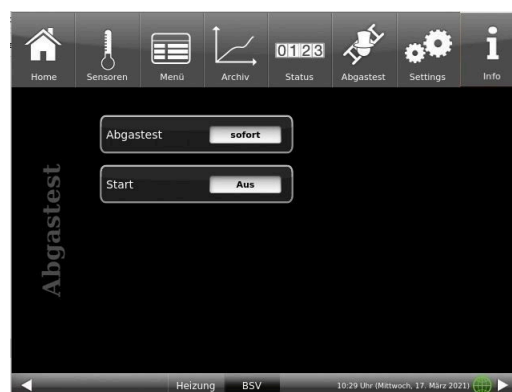 0123
Home Sensoren Menü Archiv Status Abgastest Settings Info
Abgastest sofort
Start Aus
Abgastest
Heizung BSV 10:29 Uhr (Mittwoch, 17. März 2021)